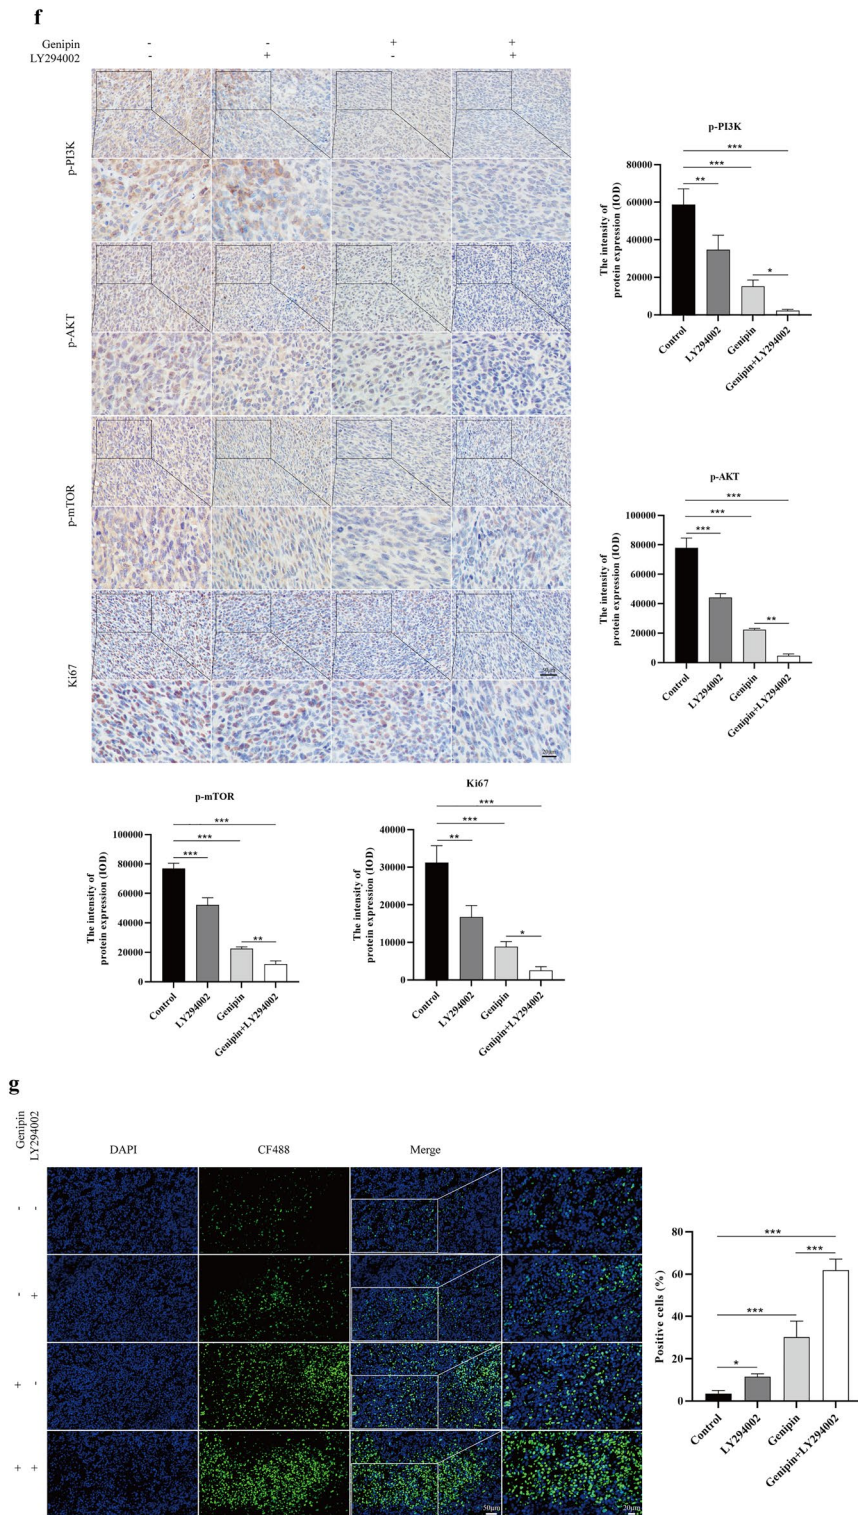 f
Genipin - - + +
LY294002 - + - +
p-PI3K
p-AKT
p-mTOR
Ki67
20μm
p-PI3K
The intensity of
protein expression (IOD)
80000
60000
40000
20000
0
***
***
**
*
Control
LY294002
Genipin
Genipin+LY294002
p-AKT
The intensity of
protein expression (IOD)
100000
80000
60000
40000
20000
0
***
***
***
**
Control
LY294002
Genipin
Genipin+LY294002
p-mTOR
The intensity of
protein expression (IOD)
100000
80000
60000
40000
20000
0
***
***
***
**
Control
LY294002
Genipin
Genipin+LY294002
Ki67
The intensity of
protein expression (IOD)
40000
30000
20000
10000
0
***
***
**
*
Control
LY294002
Genipin
Genipin+LY294002
g
Genipin
LY294002
DAPI CF488 Merge
- -
- +
+ -
+ +
50μm
20μm
Positive cells (%)
80
60
40
20
0
***
***
***
*
Control
LY294002
Genipin
Genipin+LY294002